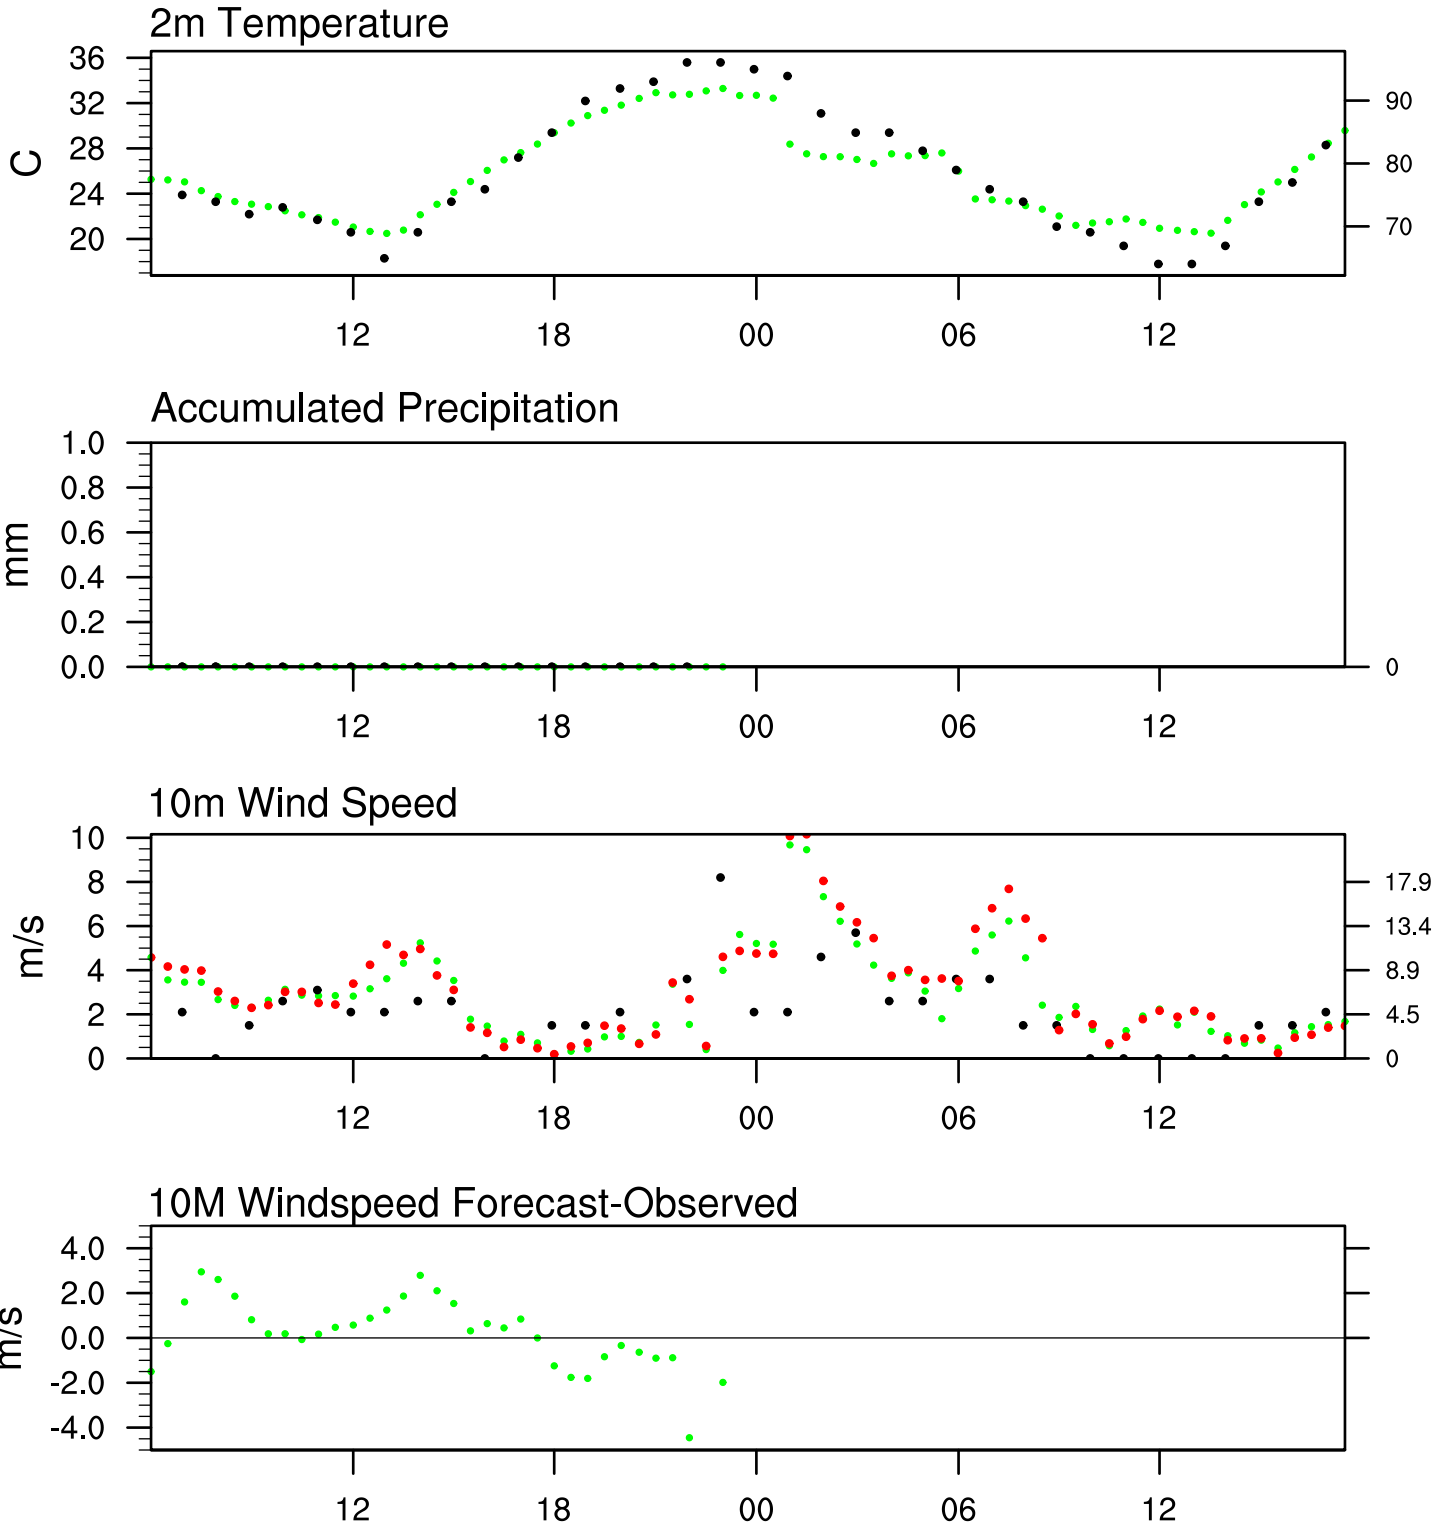 2m Temperature
36
32
28
24
20
C
90
80
70
12 18 00 06 12
Accumulated Precipitation
1.0
0.8
0.6
0.4
0.2
0.0
mm
0
12 18 00 06 12
10m Wind Speed
10
8
6
4
2
0
m/s
17.9
13.4
8.9
4.5
0
12 18 00 06 12
10M Windspeed Forecast-Observed
4.0
2.0
0.0
-2.0
-4.0
m/s
12 18 00 06 12